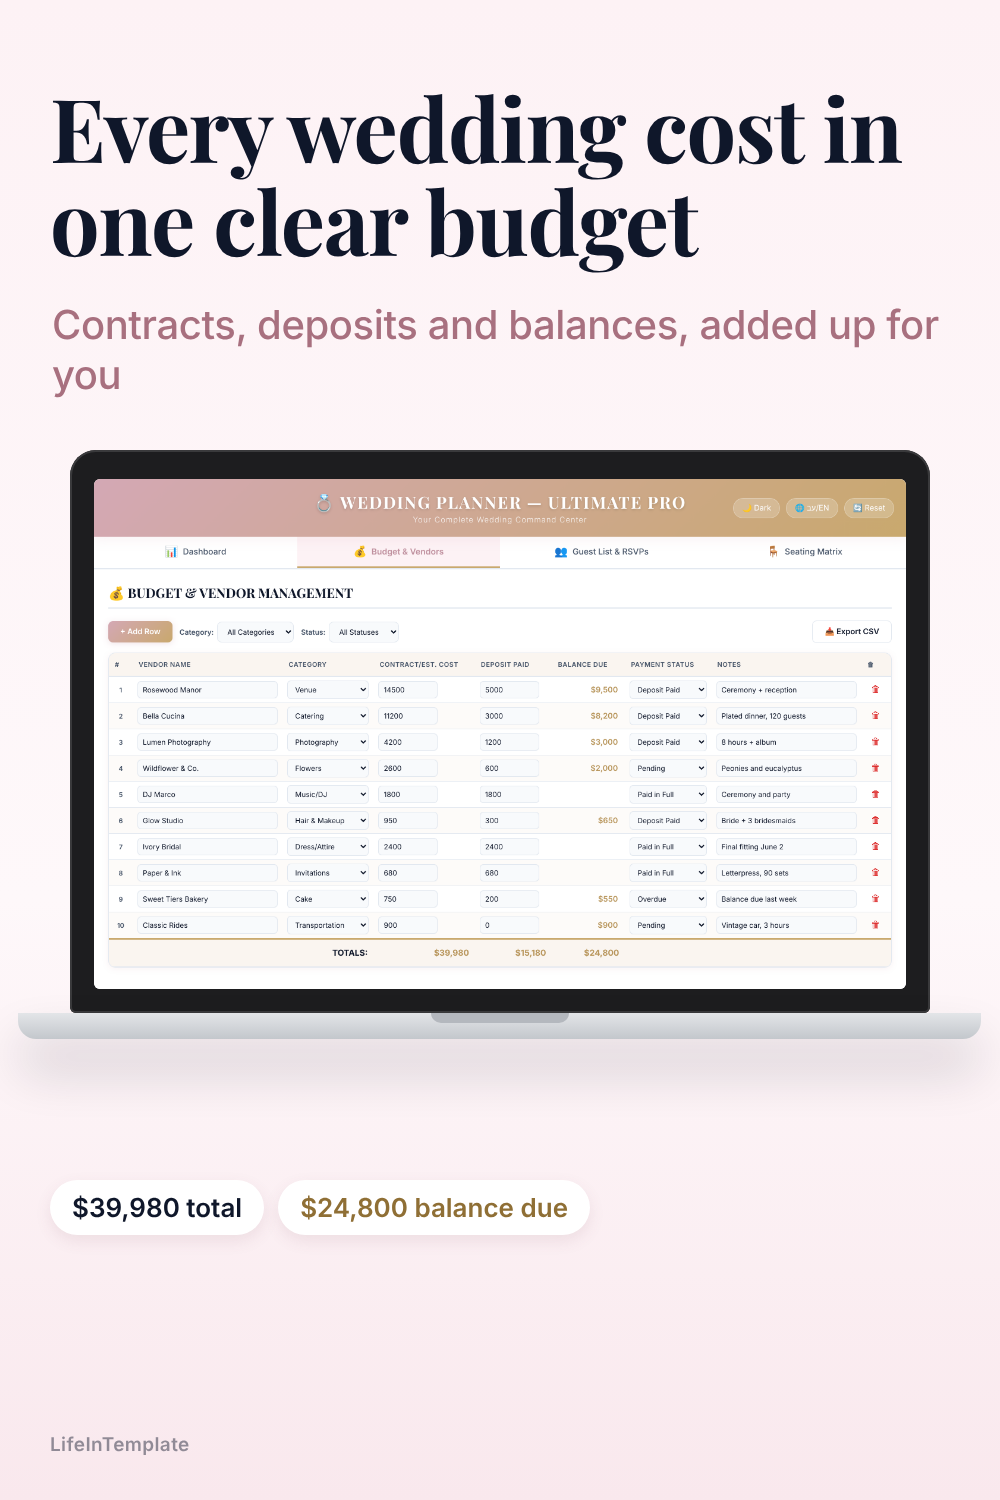 Every wedding cost in
one clear budget
Contracts, deposits and balances, added up for
you
💍 WEDDING PLANNER — ULTIMATE PRO
Your Complete Wedding Command Center
🌙 Dark
🌐 עב/EN
🔄 Reset
📊 Dashboard
💰 Budget & Vendors
👥 Guest List & RSVPs
🪑 Seating Matrix
💰 BUDGET & VENDOR MANAGEMENT
+ Add Row Category: All Categories Status: All Statuses 📥 Export CSV
# VENDOR NAME CATEGORY CONTRACT/EST. COST DEPOSIT PAID BALANCE DUE PAYMENT STATUS NOTES 🗑
1 Rosewood Manor Venue 14500 5000 $9,500 Deposit Paid Ceremony + reception
2 Bella Cucina Catering 11200 3000 $8,200 Deposit Paid Plated dinner, 120 guests
3 Lumen Photography Photography 4200 1200 $3,000 Deposit Paid 8 hours + album
4 Wildflower & Co. Flowers 2600 600 $2,000 Pending Peonies and eucalyptus
5 DJ Marco Music/DJ 1800 1800 Paid in Full Ceremony and party
6 Glow Studio Hair & Makeup 950 300 $650 Deposit Paid Bride + 3 bridesmaids
7 Ivory Bridal Dress/Attire 2400 2400 Paid in Full Final fitting June 2
8 Paper & Ink Invitations 680 680 Paid in Full Letterpress, 90 sets
9 Sweet Tiers Bakery Cake 750 200 $550 Overdue Balance due last week
10 Classic Rides Transportation 900 0 $900 Pending Vintage car, 3 hours
TOTALS: $39,980 $15,180 $24,800
$39,980 total
$24,800 balance due
LifeInTemplate